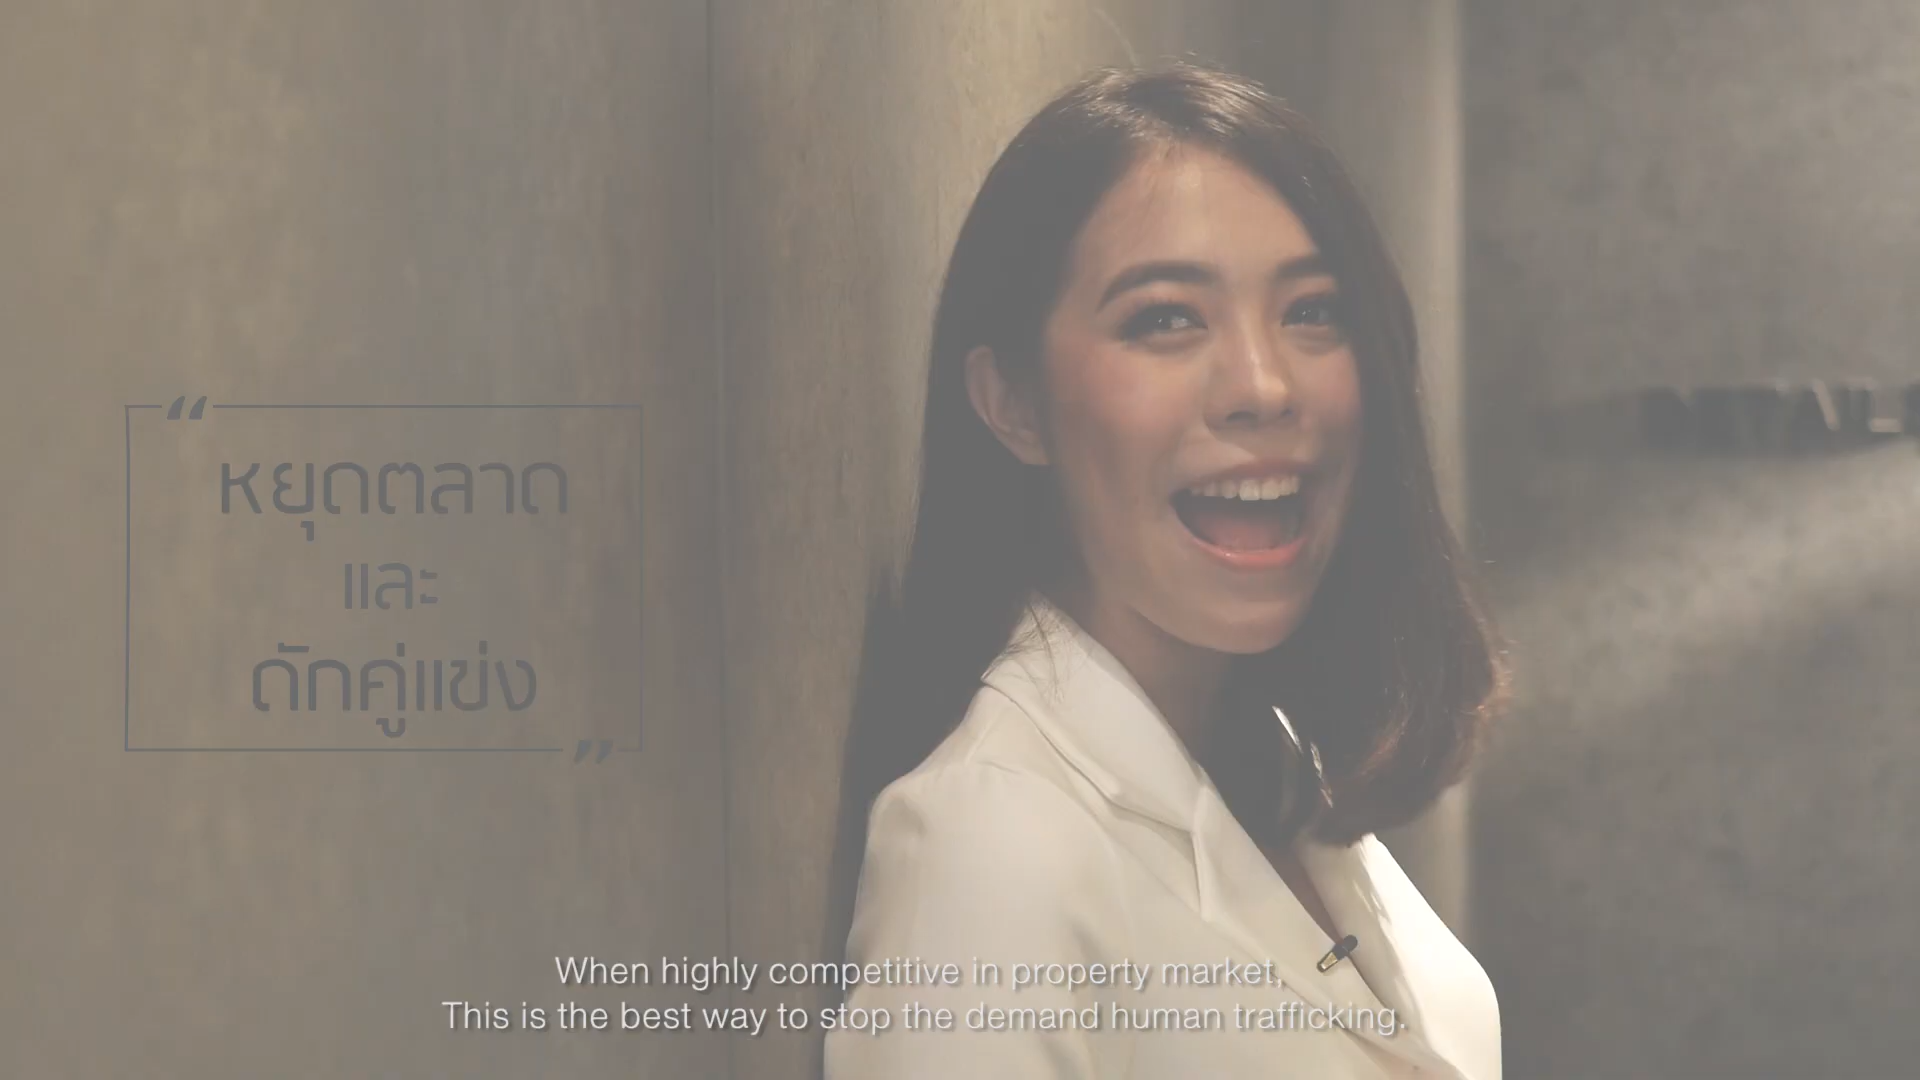 “
หยุดตลาด
และ
ดักคู่แข่ง
”
When highly competitive in property market,
This is the best way to stop the demand human trafficking.